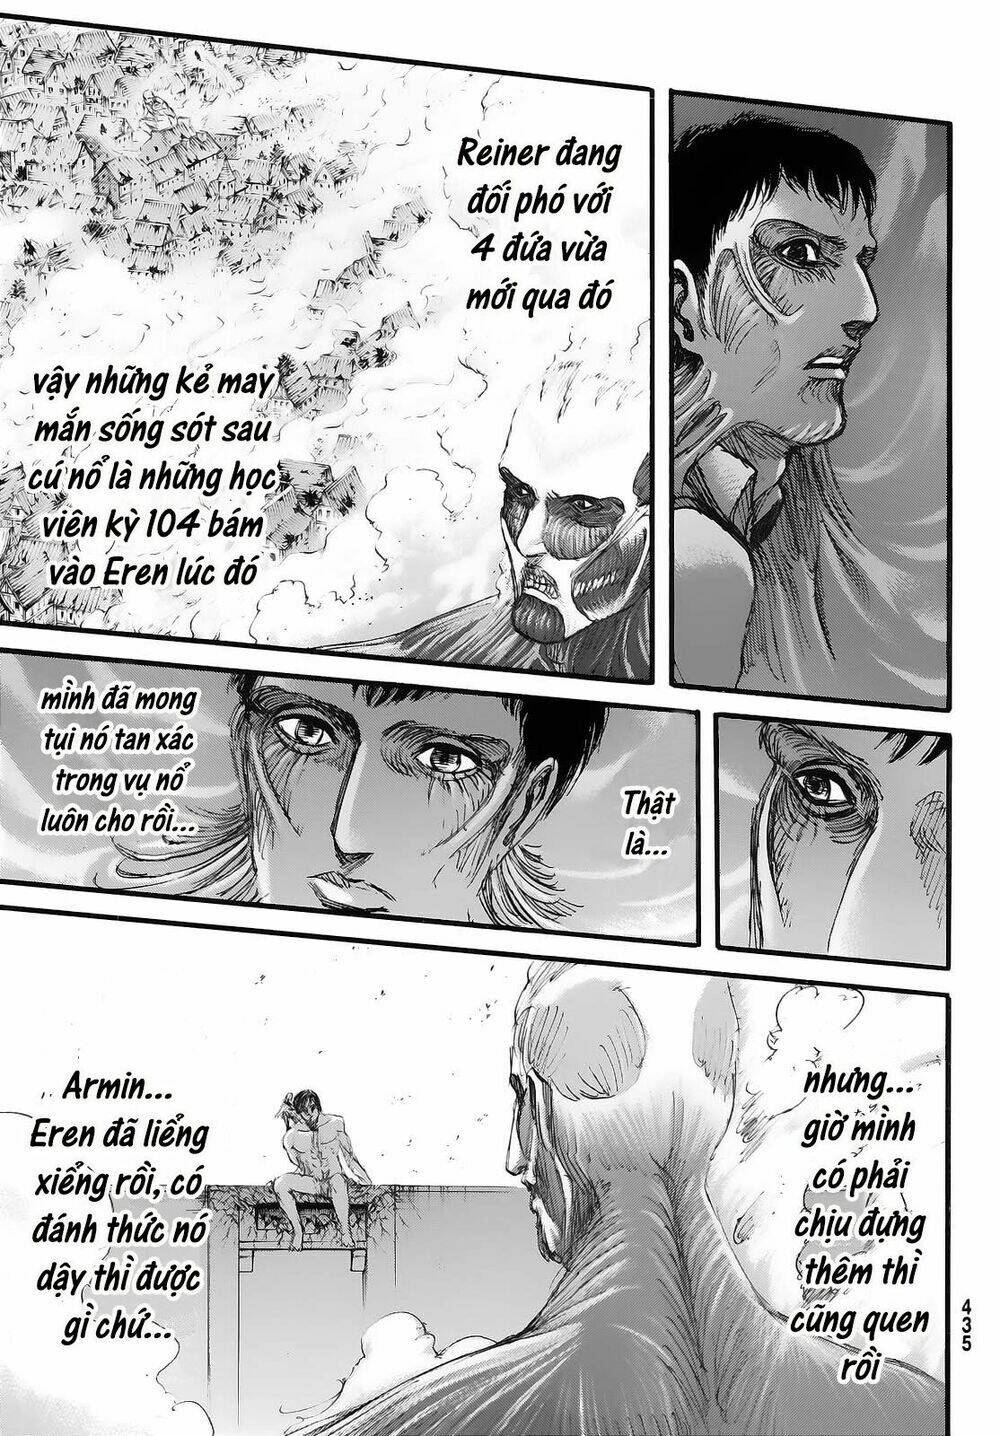 Reiner đang
đối phó với
4 đứa vừa
mới qua đó
vậy những kẻ may
mắn sống sót sau
cú nổ là những học
viên kỳ 104 bám
vào Eren lúc đó
Thật
là...
mình đã mong
tụi nó tan xác
trong vụ nổ
luôn cho rồi...
nhưng...
giờ mình
có phải
chịu đựng
thêm thì
cũng quen
rồi
Armin...
Eren đã liểng
xiểng rồi, có
đánh thức nó
dậy thì được
gì chứ...
435